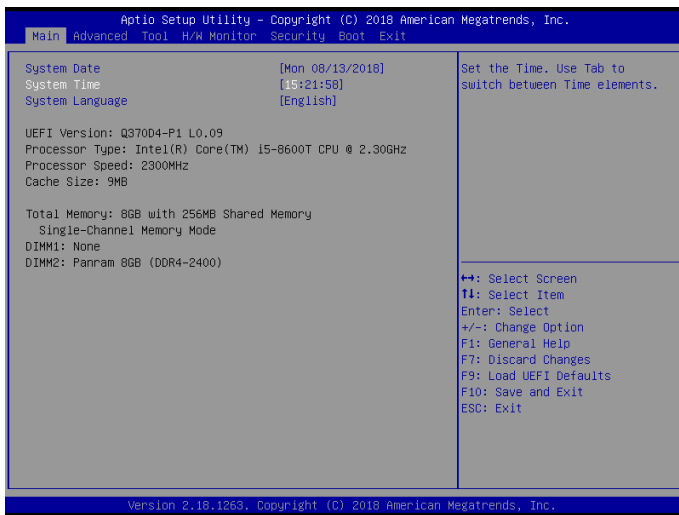 Aptio Setup Utility – Copyright (C) 2018 American Megatrends, Inc.
Main Advanced Tool H/W Monitor Security Boot Exit
System Date [Mon 08/13/2018]
System Time [15:21:58]
System Language [English]
UEFI Version: Q370D4-P1 L0.09
Processor Type: Intel(R) Core(TM) i5-8600T CPU @ 2.30GHz
Processor Speed: 2300MHz
Cache Size: 9MB
Total Memory: 8GB with 256MB Shared Memory
Single-Channel Memory Mode
DIMM1: None
DIMM2: Panram 8GB (DDR4-2400)
Set the Time. Use Tab to
switch between Time elements.
↔: Select Screen
↑↓: Select Item
Enter: Select
+/-: Change Option
F1: General Help
F7: Discard Changes
F9: Load UEFI Defaults
F10: Save and Exit
ESC: Exit
Version 2.18.1263. Copyright (C) 2018 American Megatrends, Inc.